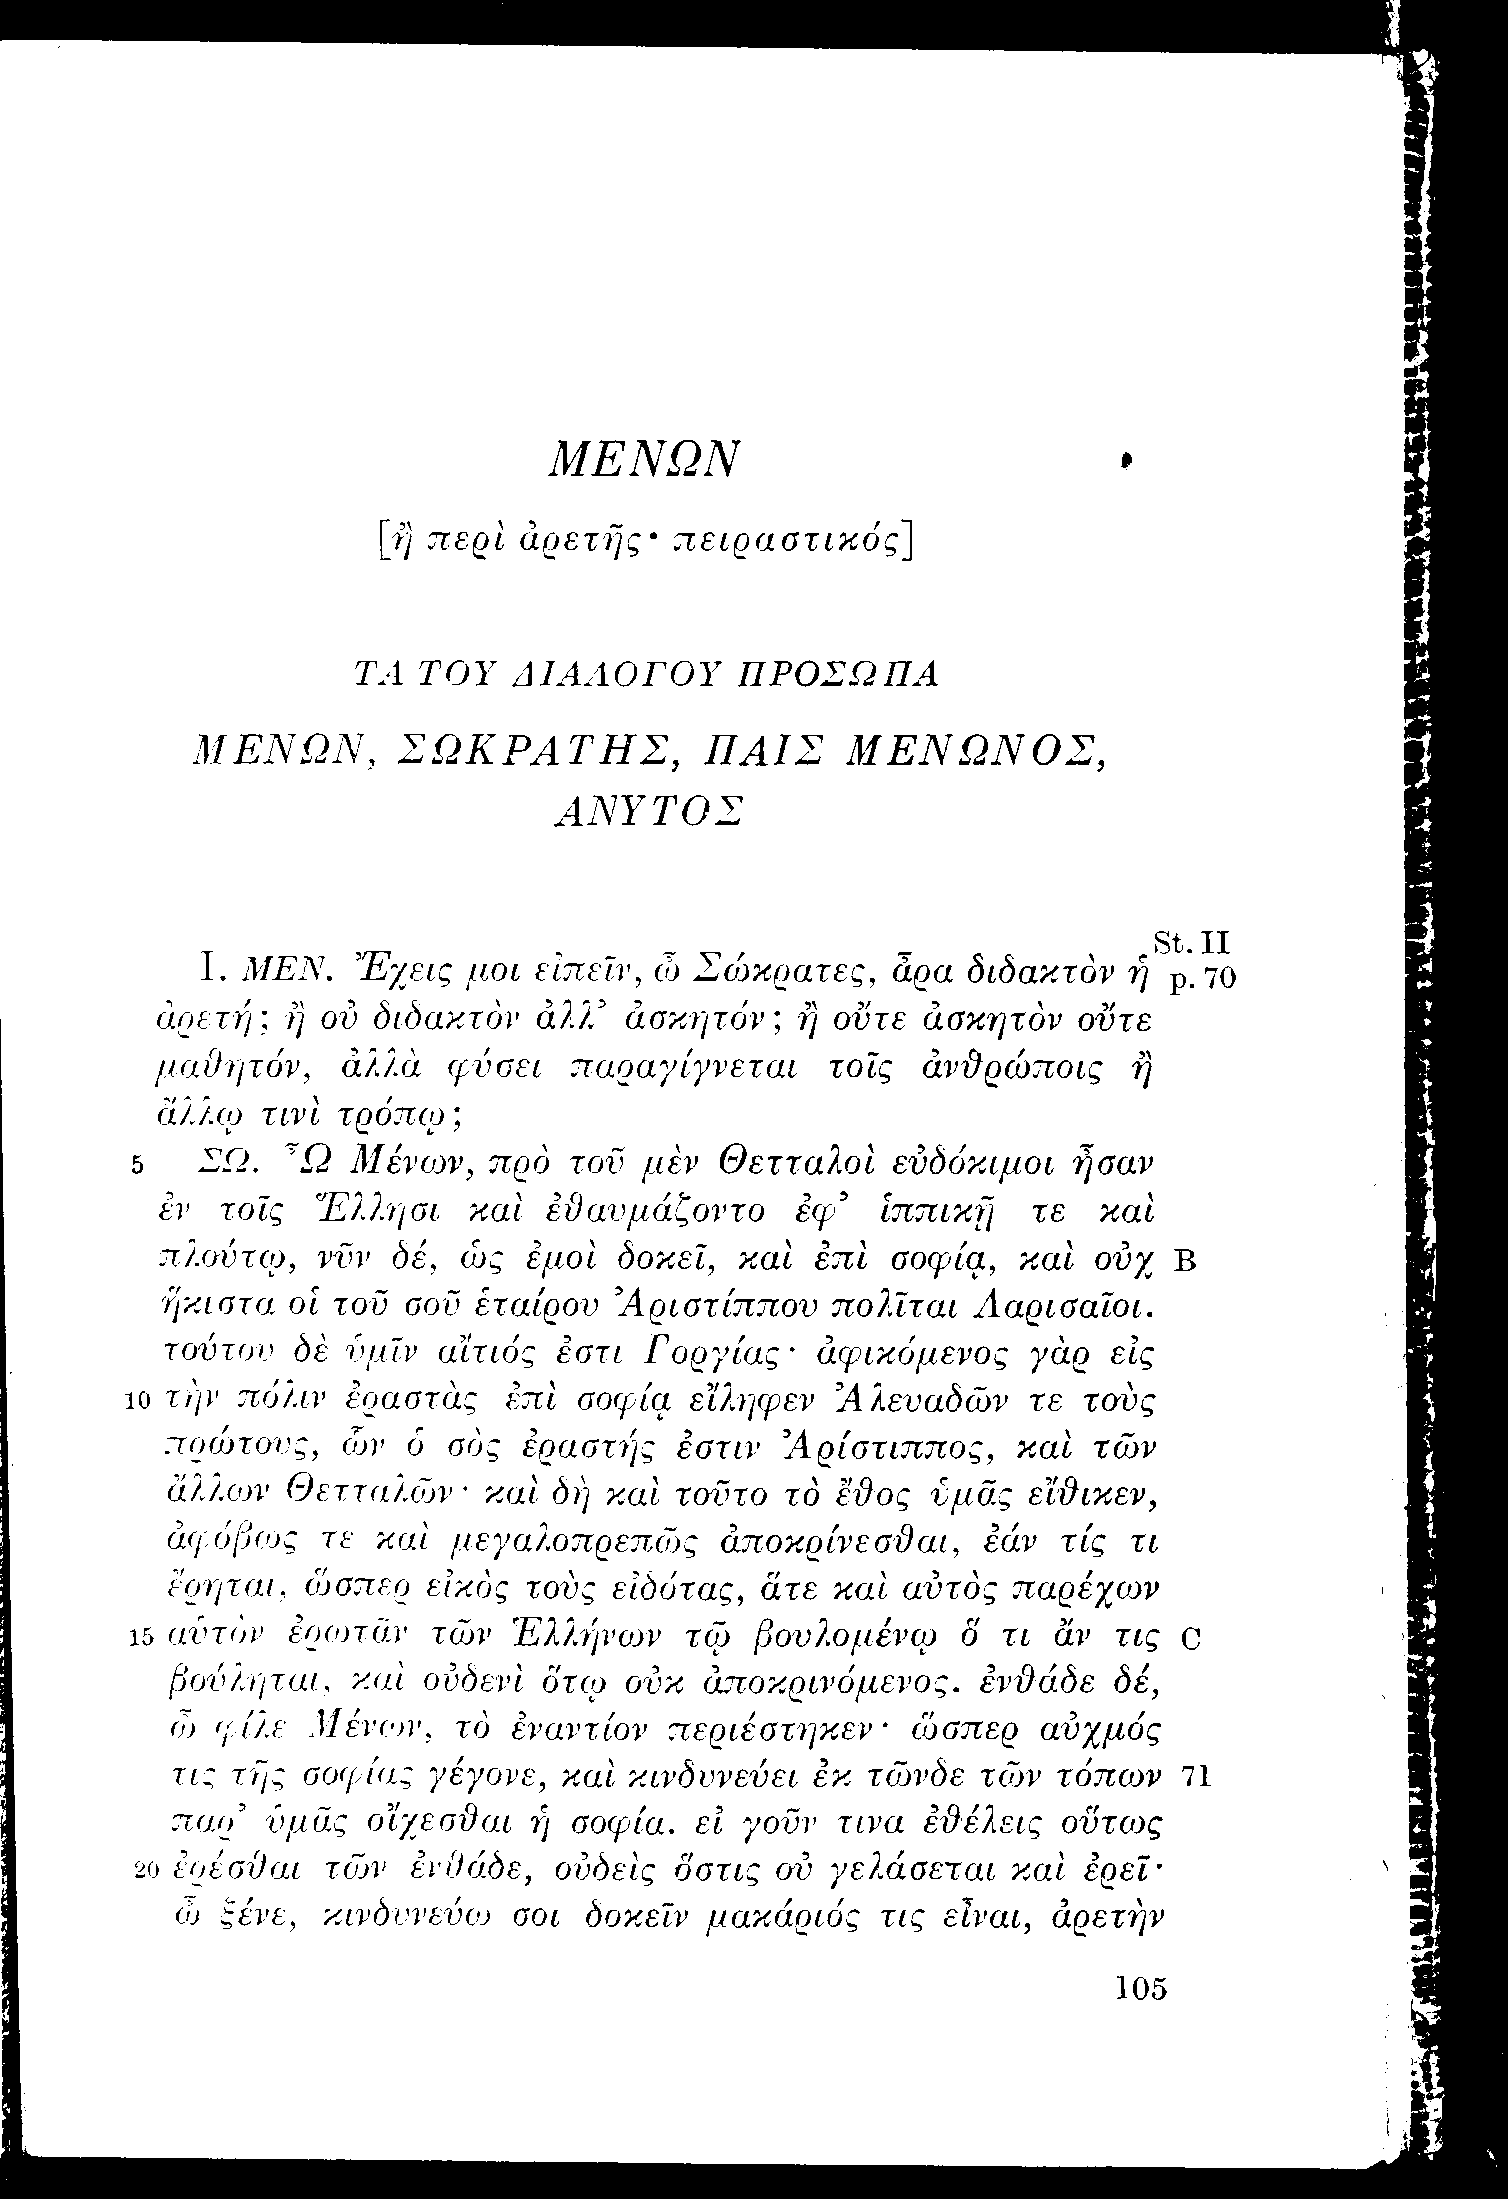 ΜΕΝΩΝ
[ἢ περὶ ἀρετῆς· πειραστικός]
ΤΑ ΤΟΥ ΔΙΑΛΟΓΟΥ ΠΡΟΣΩΠΑ
ΜΕΝΩΝ, ΣΩΚΡΑΤΗΣ, ΠΑΙΣ ΜΕΝΩΝΟΣ,
ΑΝΥΤΟΣ
St. II
I. ΜΕΝ. Ἔχεις μοι εἰπεῖν, ὦ Σώκρατες, ἆρα διδακτὸν ἡ p. 70
ἀρετή; ἢ οὐ διδακτὸν ἀλλ’ ἀσκητόν; ἢ οὔτε ἀσκητὸν οὔτε
μαθητόν, ἀλλὰ φύσει παραγίγνεται τοῖς ἀνθρώποις ἢ
ἄλλῳ τινὶ τρόπῳ;
5 ΣΩ. Ὦ Μένων, πρὸ τοῦ μὲν Θετταλοὶ εὐδόκιμοι ἦσαν
ἐν τοῖς Ἕλλησι καὶ ἐθαυμάζοντο ἐφ’ ἱππικῇ τε καὶ
πλούτῳ, νῦν δέ, ὡς ἐμοὶ δοκεῖ, καὶ ἐπὶ σοφίᾳ, καὶ οὐχ B
ἥκιστα οἱ τοῦ σοῦ ἑταίρου Ἀριστίππου πολῖται Λαρισαῖοι.
τούτου δὲ ὑμῖν αἴτιός ἐστι Γοργίας· ἀφικόμενος γὰρ εἰς
10 τὴν πόλιν ἐραστὰς ἐπὶ σοφίᾳ εἴληφεν Ἀλευαδῶν τε τοὺς
πρώτους, ὧν ὁ σὸς ἐραστής ἐστιν Ἀρίστιππος, καὶ τῶν
ἄλλων Θετταλῶν· καὶ δὴ καὶ τοῦτο τὸ ἔθος ὑμᾶς εἴθικεν,
ἀφόβως τε καὶ μεγαλοπρεπῶς ἀποκρίνεσθαι, ἐάν τίς τι
ἔρηται, ὥσπερ εἰκὸς τοὺς εἰδότας, ἅτε καὶ αὐτὸς παρέχων
15 αὑτὸν ἐρωτᾶν τῶν Ἑλλήνων τῷ βουλομένῳ ὅ τι ἄν τις C
βούληται, καὶ οὐδενὶ ὅτῳ οὐκ ἀποκρινόμενος. ἐνθάδε δέ,
ὦ φίλε Μένων, τὸ ἐναντίον περιέστηκεν· ὥσπερ αὐχμός
τις τῆς σοφίας γέγονε, καὶ κινδυνεύει ἐκ τῶνδε τῶν τόπων 71
παρ’ ὑμᾶς οἴχεσθαι ἡ σοφία. εἰ γοῦν τινα ἐθέλεις οὕτως
20 ἐρέσθαι τῶν ἐνθάδε, οὐδεὶς ὅστις οὐ γελάσεται καὶ ἐρεῖ·
ὦ ξένε, κινδυνεύω σοι δοκεῖν μακάριός τις εἶναι, ἀρετὴν
105